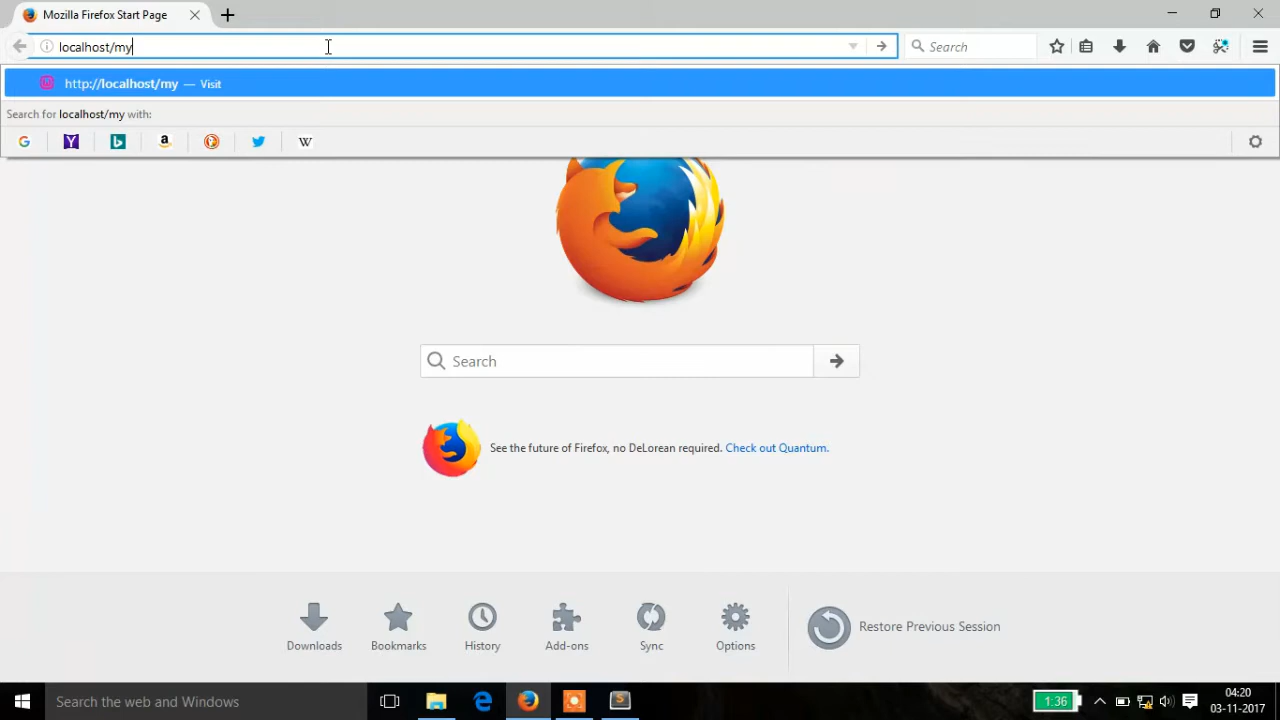 Mozilla Firefox Start Page
localhost/my
Search
http://localhost/my — Visit
Search for localhost/my with:
Search
See the future of Firefox, no DeLorean required. Check out Quantum.
Downloads
Bookmarks
History
Add-ons
Sync
Options
Restore Previous Session
Search the web and Windows
1:36
04:20
03-11-2017